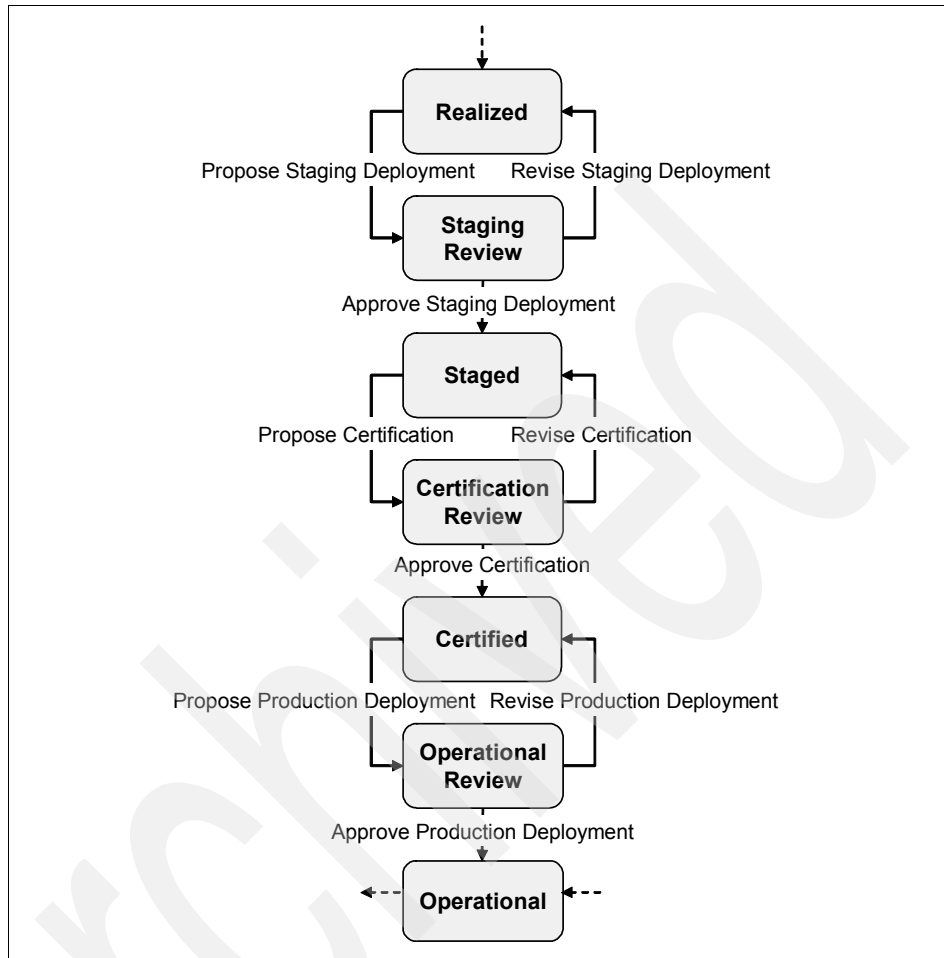 Realized
Propose Staging Deployment
Revise Staging Deployment
Staging
Review
Approve Staging Deployment
Staged
Propose Certification
Revise Certification
Certification
Review
Approve Certification
Certified
Propose Production Deployment
Revise Production Deployment
Operational
Review
Approve Production Deployment
Operational
rchived